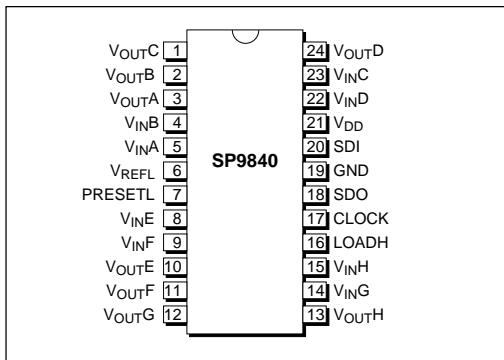 VOUTC 1 24 VOUTD
VOUTB 2 23 VINC
VOUTA 3 22 VIND
VINB 4 21 VDD
VINA 5 20 SDI
SP9840
VREFL 6 19 GND
PRESETL 7 18 SDO
VINE 8 17 CLOCK
VINF 9 16 LOADH
VOUTE 10 15 VINH
VOUTF 11 14 VING
VOUTG 12 13 VOUTH